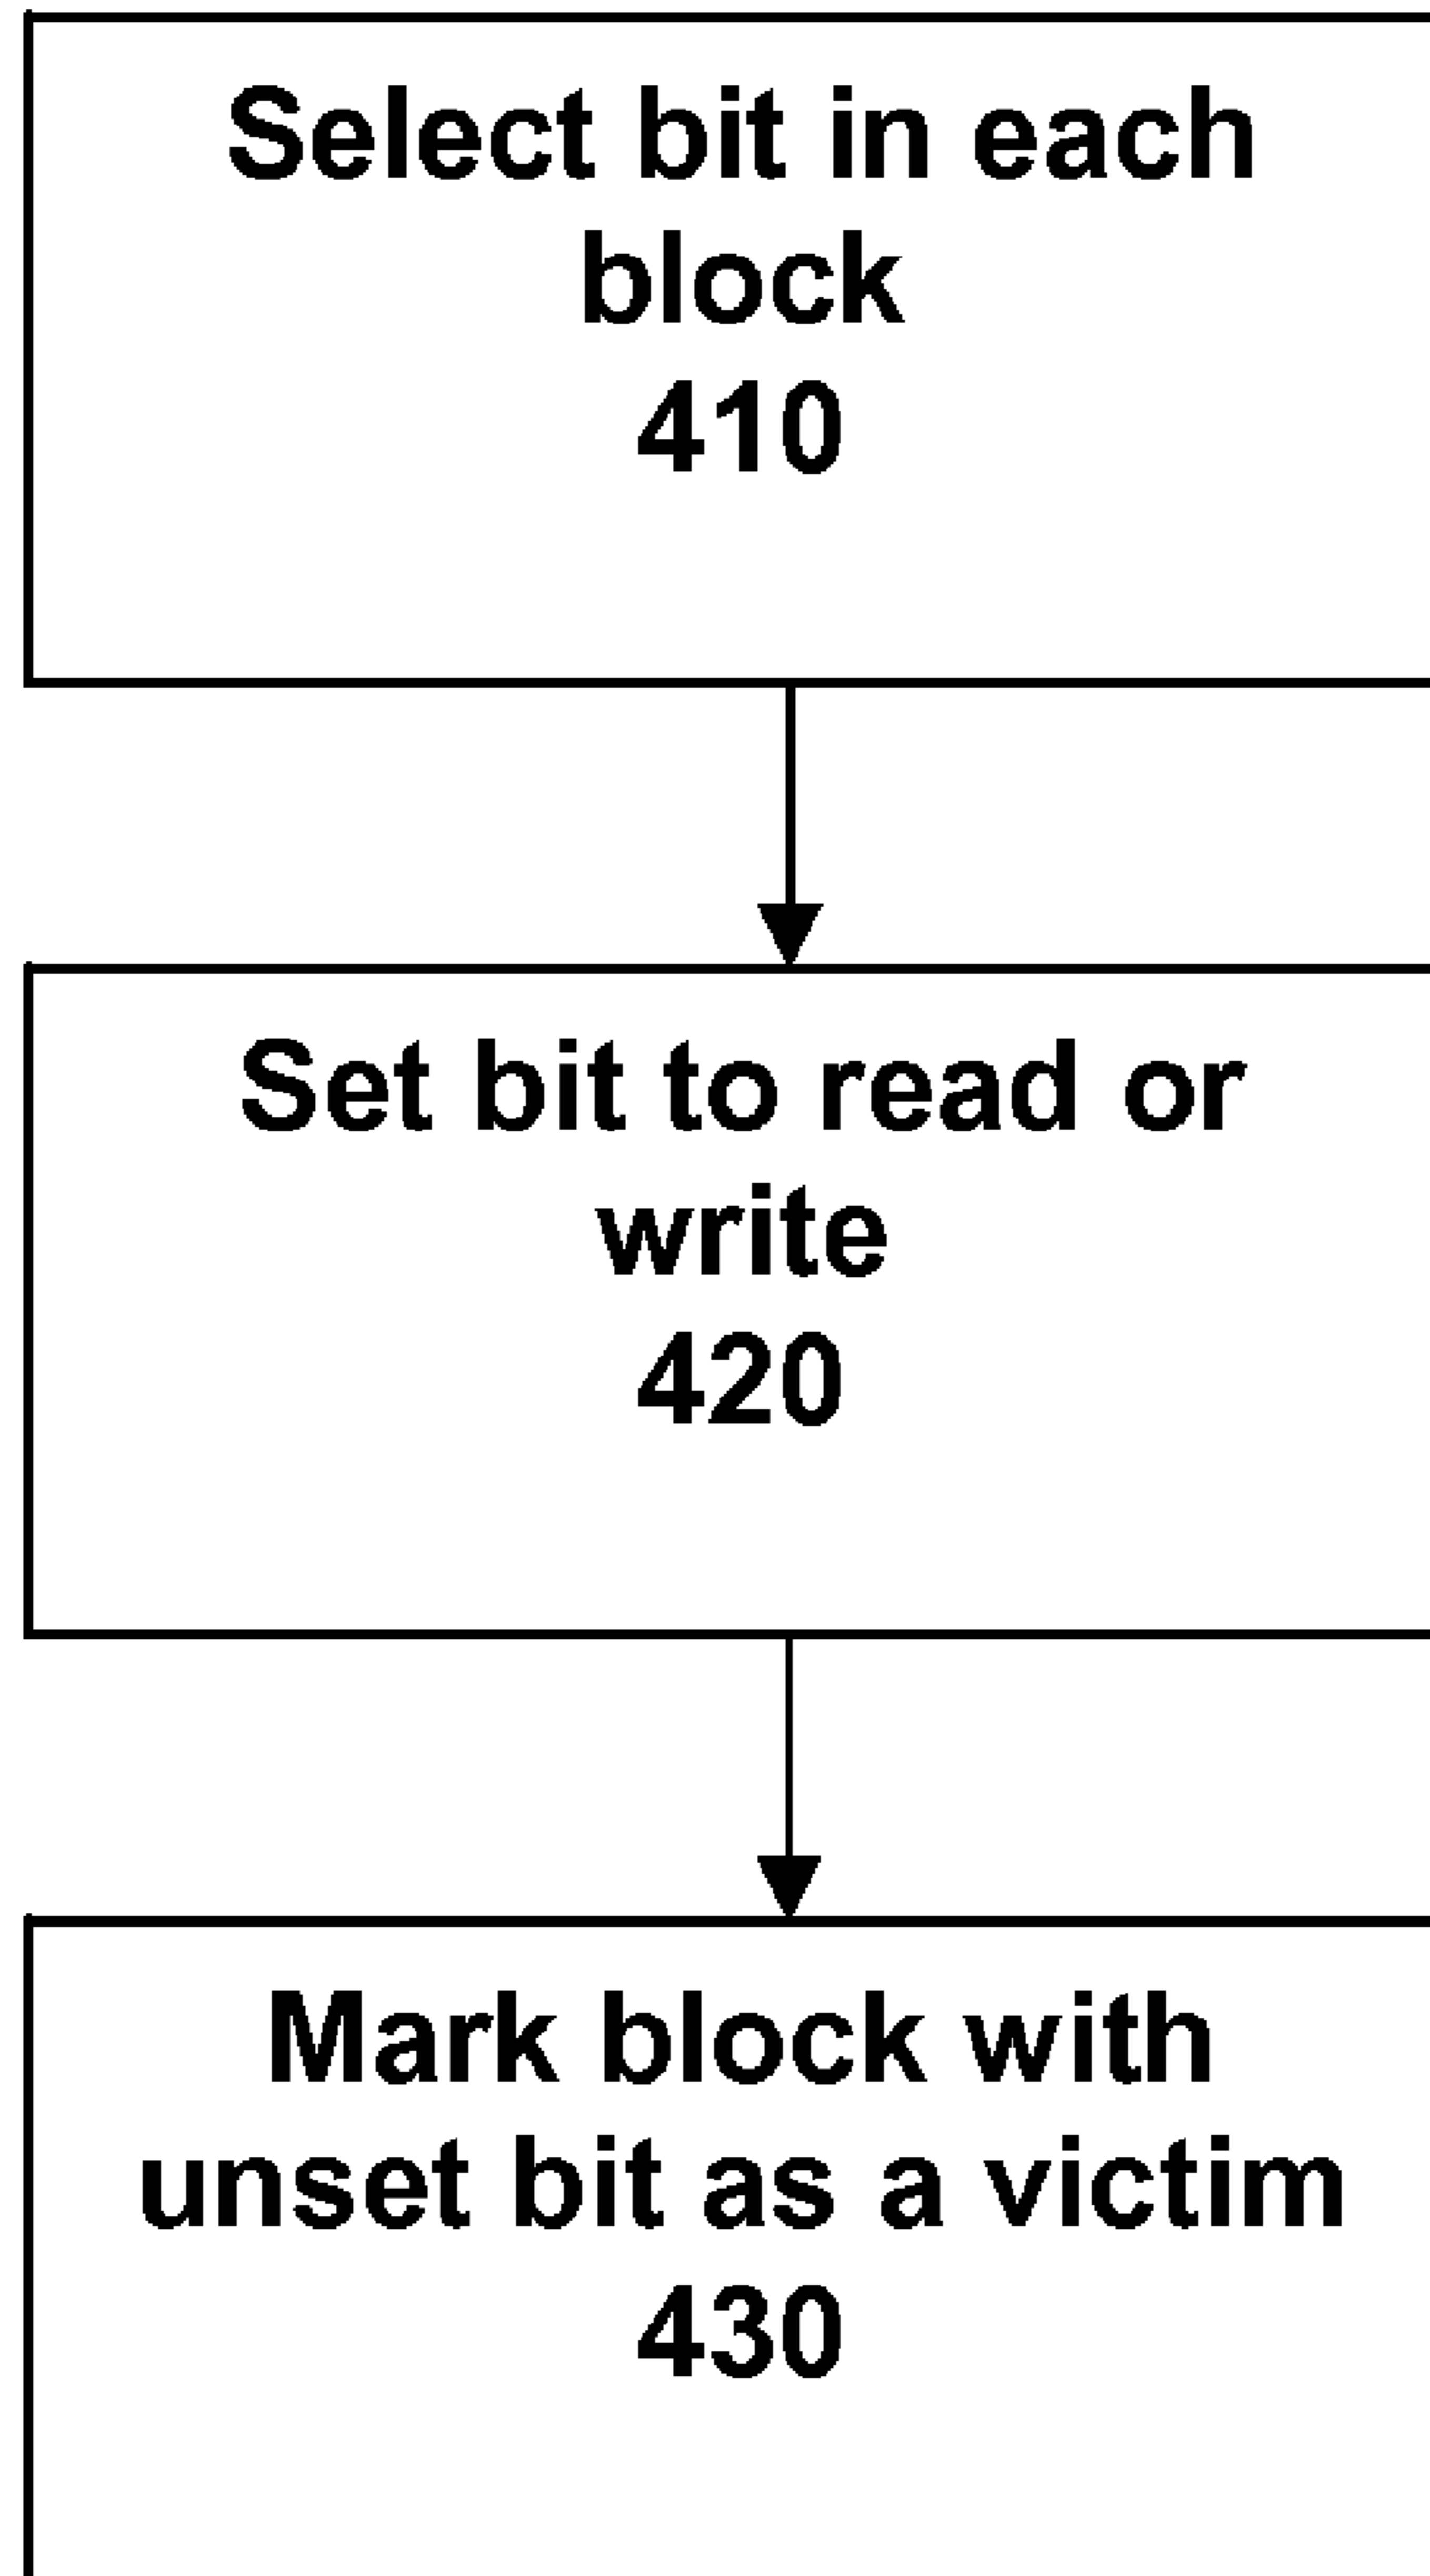 Select bit in each
block
410
Set bit to read or
write
420
Mark block with
unset bit as a victim
430